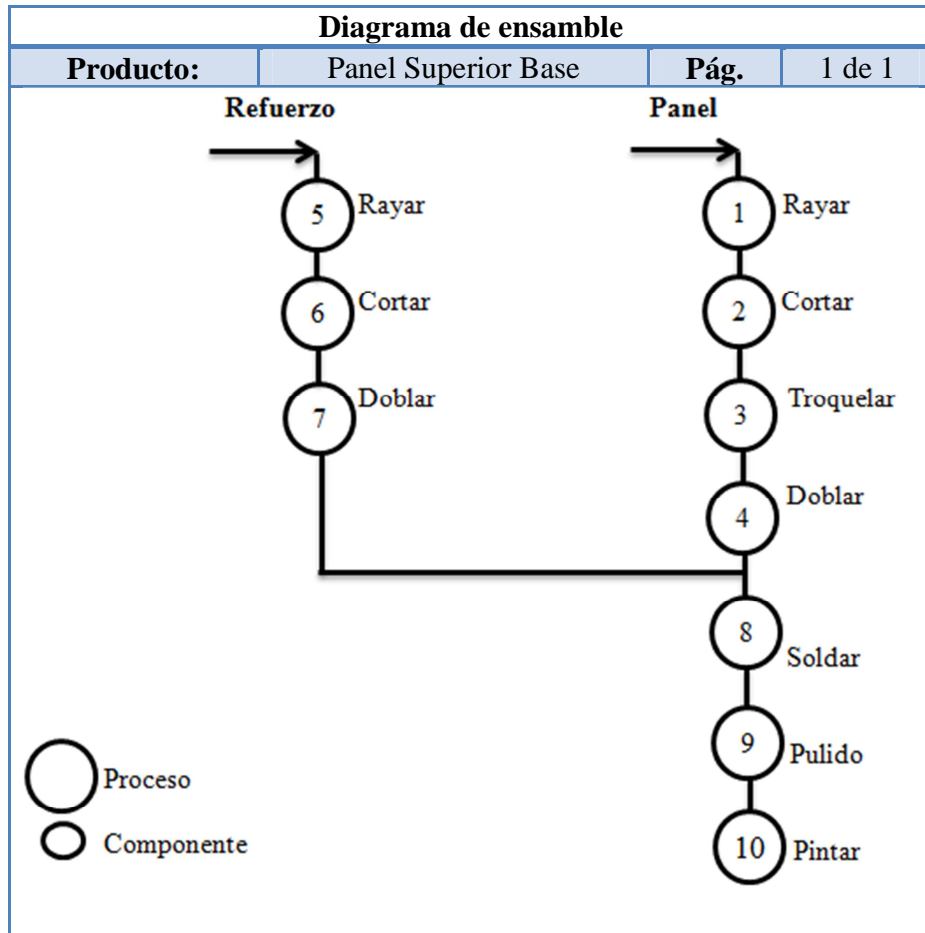 Diagrama de ensamble
Producto: Panel Superior Base Pág. 1 de 1
Refuerzo Panel
5 Rayar 1 Rayar
6 Cortar 2 Cortar
7 Doblar 3 Troquelar
4 Doblar
8 Soldar
9 Pulido
Proceso
Componente 10 Pintar